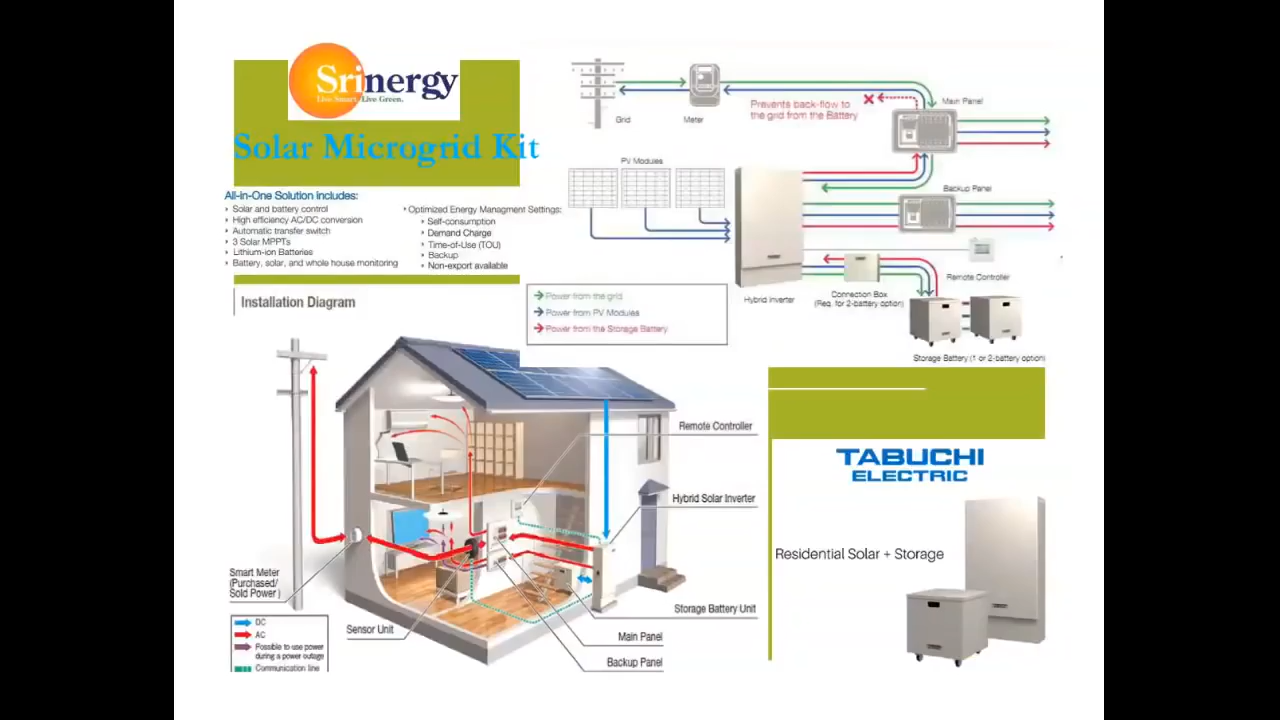 Srinergy
Live Smart. Live Green.
Solar Microgrid Kit
All-in-One Solution includes:
Solar and battery control
High efficiency AC/DC conversion
Automatic transfer switch
3 Solar MPPTs
Lithium-ion Batteries
Battery, solar, and whole house monitoring
Optimized Energy Managment Settings:
Self-consumption
Demand Charge
Time-of-Use (TOU)
Backup
Non-export available
Grid
Meter
Prevents back-flow to
the grid from the Battery
Main Panel
PV Modules
Backup Panel
Hybrid Inverter
Connection Box
(Req. for 2-battery option)
Remote Controller
Storage Battery (1 or 2-battery option)
Power from the grid
Power from PV Modules
Power from the Storage Battery
Installation Diagram
Remote Controller
Hybrid Solar Inverter
Storage Battery Unit
Main Panel
Backup Panel
Sensor Unit
Smart Meter
(Purchased/
Sold Power )
DC
AC
Possible to use power
during a power outage
Communication line
TABUCHI
ELECTRIC
Residential Solar + Storage